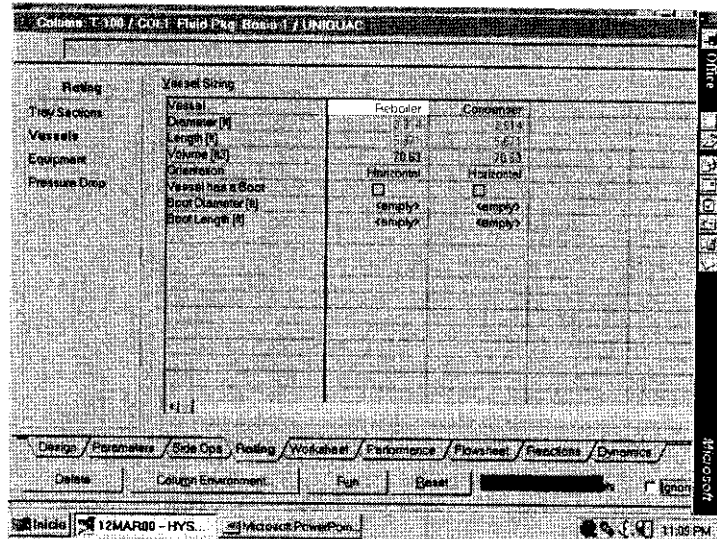 Column: T-100 / COL1 Fluid Pkg: Basis-1 / UNIQUAC
Office
Rating
Tray Sections
Vessels
Equipment
Pressure Drop
Vessel Sizing
Vessel Reboiler Condenser
Diameter [ft]
Length [ft]
Volume [ft3] 70.63 70.63
Orientation Horizontal Horizontal
Vessel has a Boot
Boot Diameter [ft] <empty> <empty>
Boot Length [ft] <empty> <empty>
Design Parameters Side Ops Rating Worksheet Performance Flowsheet Reactions Dynamics
Delete Column Environment... Run Reset
Microsoft
Inicio 12MAR00 - HYS... Microsoft PowerPoin... 11:09 PM